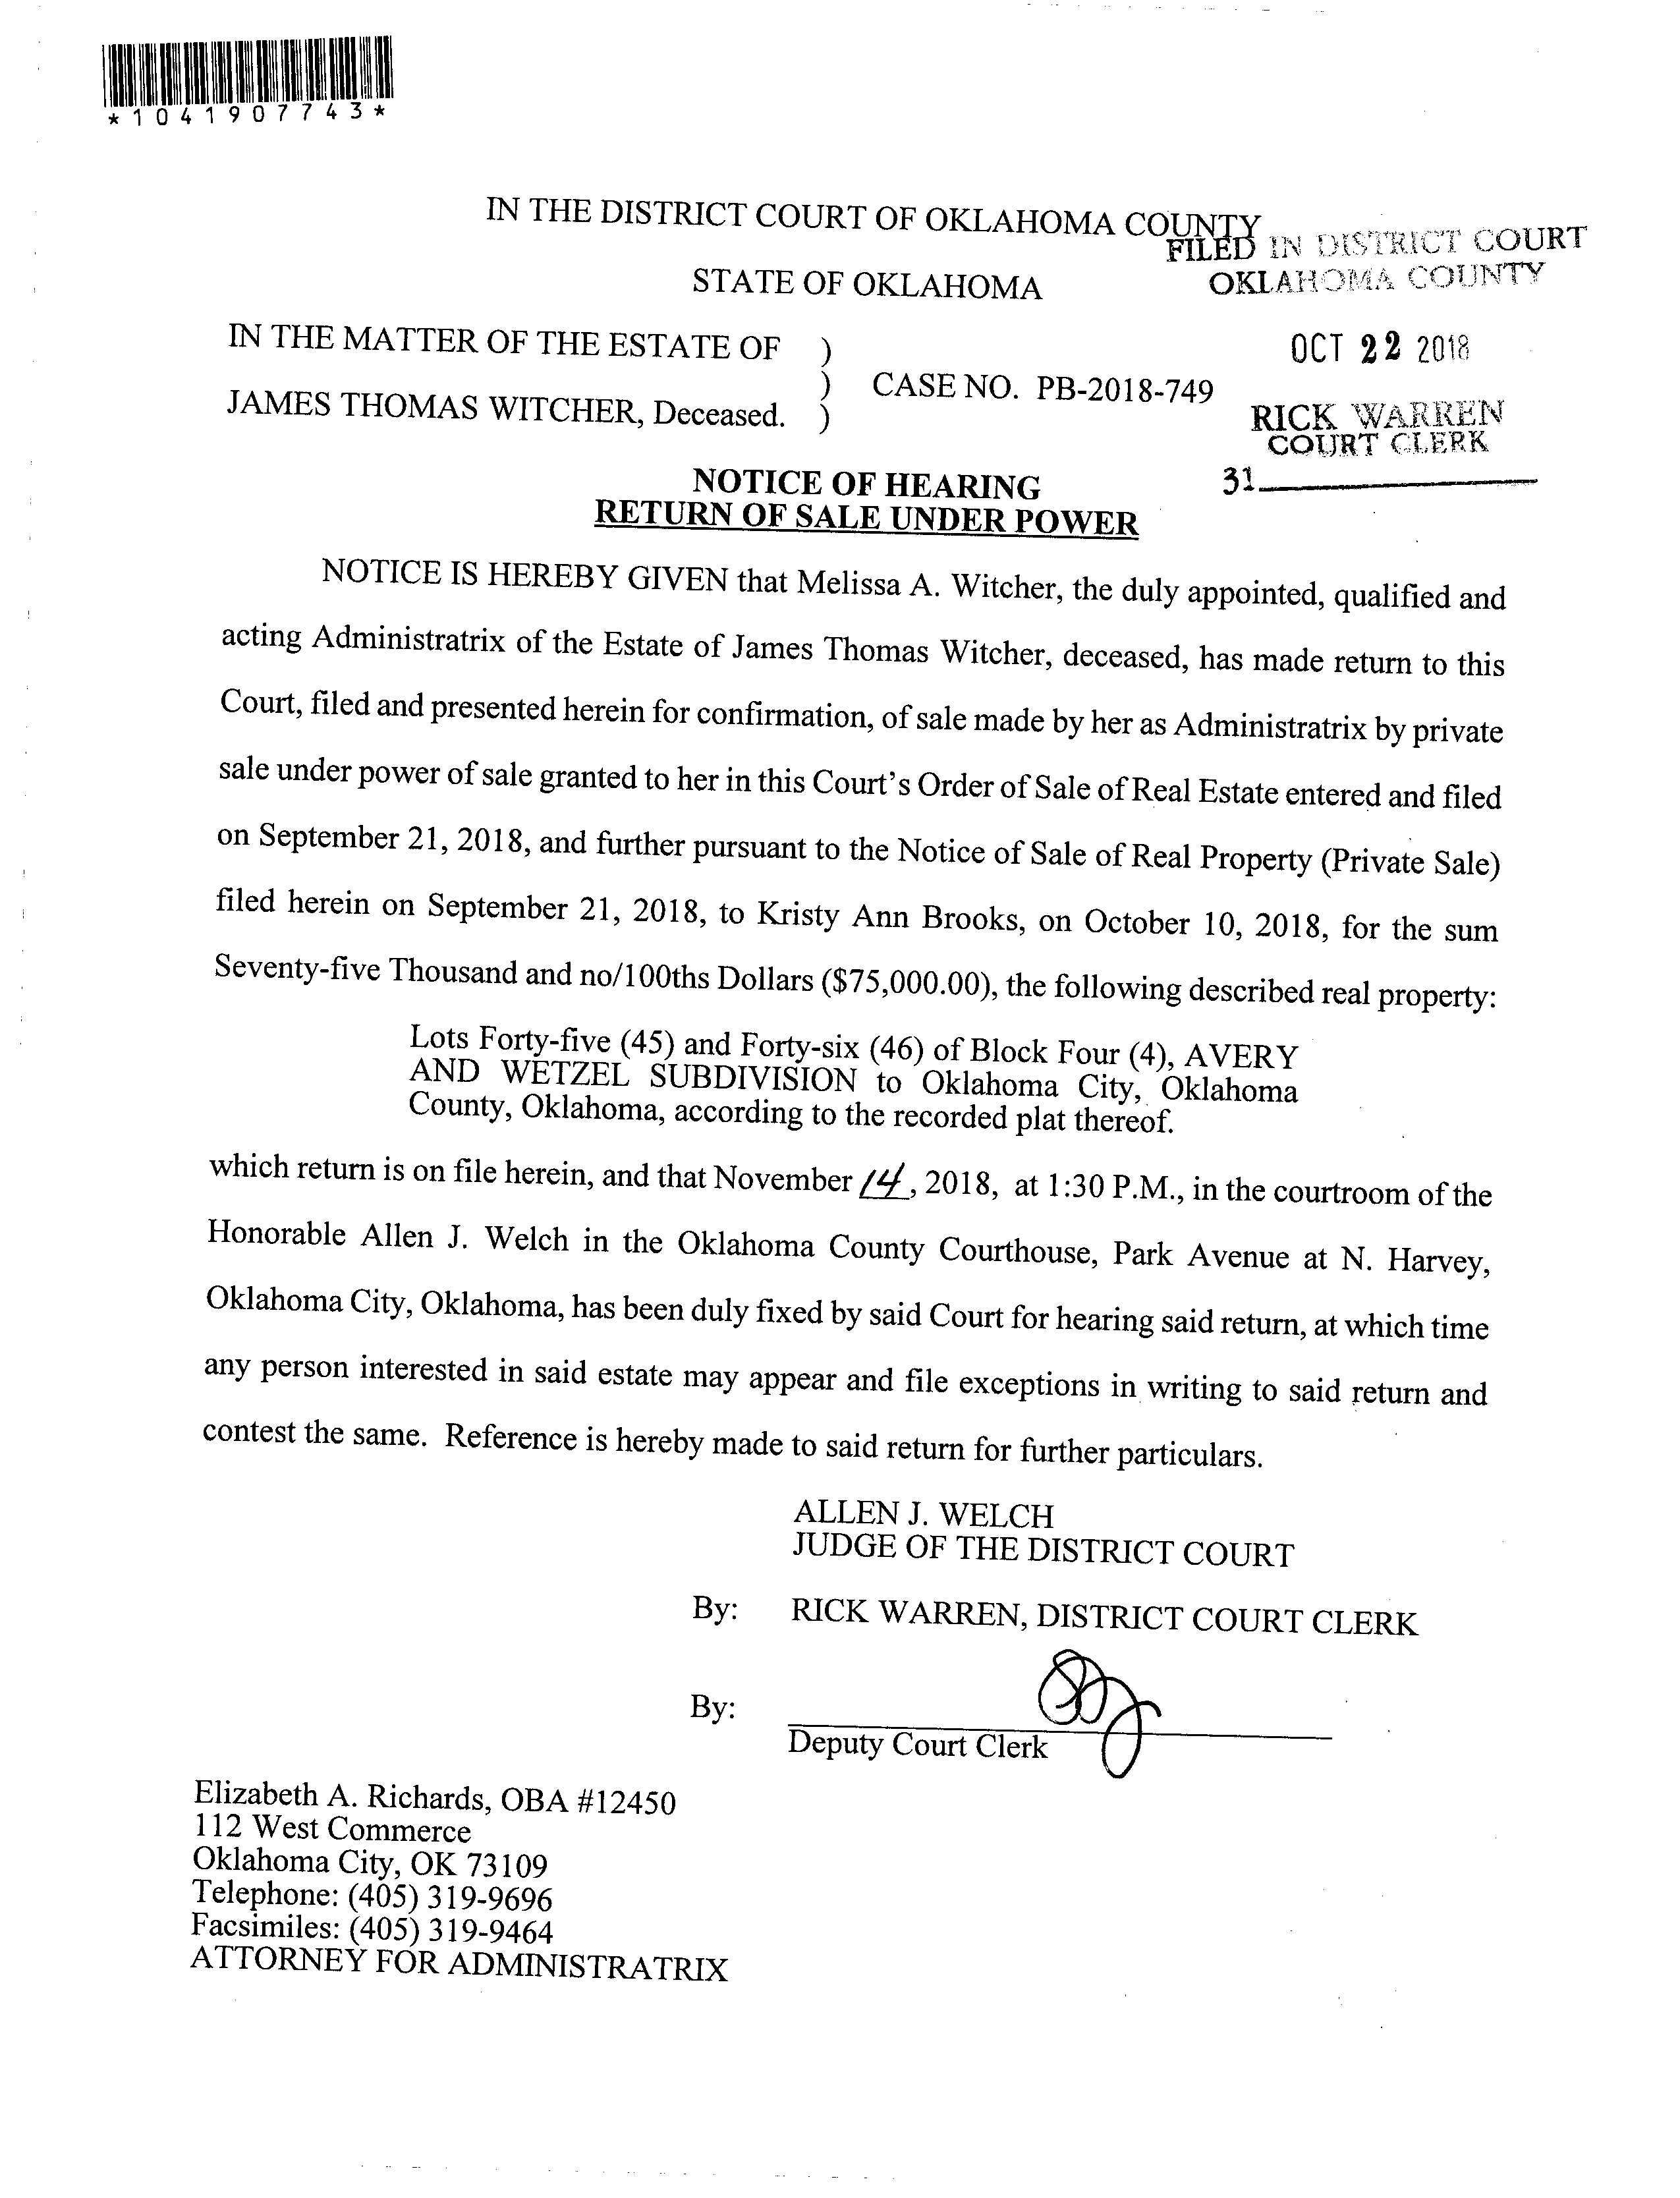 *1041907743*
IN THE DISTRICT COURT OF OKLAHOMA COUNTY
FILED IN DISTRICT COURT
OKLAHOMA COUNTY
STATE OF OKLAHOMA
OCT 22 2018
IN THE MATTER OF THE ESTATE OF )
) CASE NO. PB-2018-749
JAMES THOMAS WITCHER, Deceased. )
RICK WARREN
COURT CLERK
31
NOTICE OF HEARING
RETURN OF SALE UNDER POWER
NOTICE IS HEREBY GIVEN that Melissa A. Witcher, the duly appointed, qualified and
acting Administratrix of the Estate of James Thomas Witcher, deceased, has made return to this
Court, filed and presented herein for confirmation, of sale made by her as Administratrix by private
sale under power of sale granted to her in this Court's Order of Sale of Real Estate entered and filed
on September 21, 2018, and further pursuant to the Notice of Sale of Real Property (Private Sale)
filed herein on September 21, 2018, to Kristy Ann Brooks, on October 10, 2018, for the sum
Seventy-five Thousand and no/100ths Dollars ($75,000.00), the following described real property:
Lots Forty-five (45) and Forty-six (46) of Block Four (4), AVERY
AND WETZEL SUBDIVISION to Oklahoma City, Oklahoma
County, Oklahoma, according to the recorded plat thereof.
which return is on file herein, and that November 14, 2018, at 1:30 P.M., in the courtroom of the
Honorable Allen J. Welch in the Oklahoma County Courthouse, Park Avenue at N. Harvey,
Oklahoma City, Oklahoma, has been duly fixed by said Court for hearing said return, at which time
any person interested in said estate may appear and file exceptions in writing to said return and
contest the same. Reference is hereby made to said return for further particulars.
ALLEN J. WELCH
JUDGE OF THE DISTRICT COURT
By: RICK WARREN, DISTRICT COURT CLERK
By:
Deputy Court Clerk
Elizabeth A. Richards, OBA #12450
112 West Commerce
Oklahoma City, OK 73109
Telephone: (405) 319-9696
Facsimiles: (405) 319-9464
ATTORNEY FOR ADMINISTRATRIX